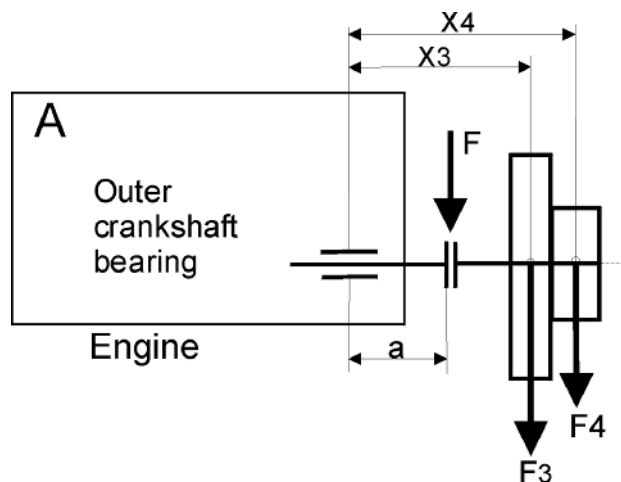 X4
X3
A
F
Outer
crankshaft
bearing
Engine
a
F4
F3